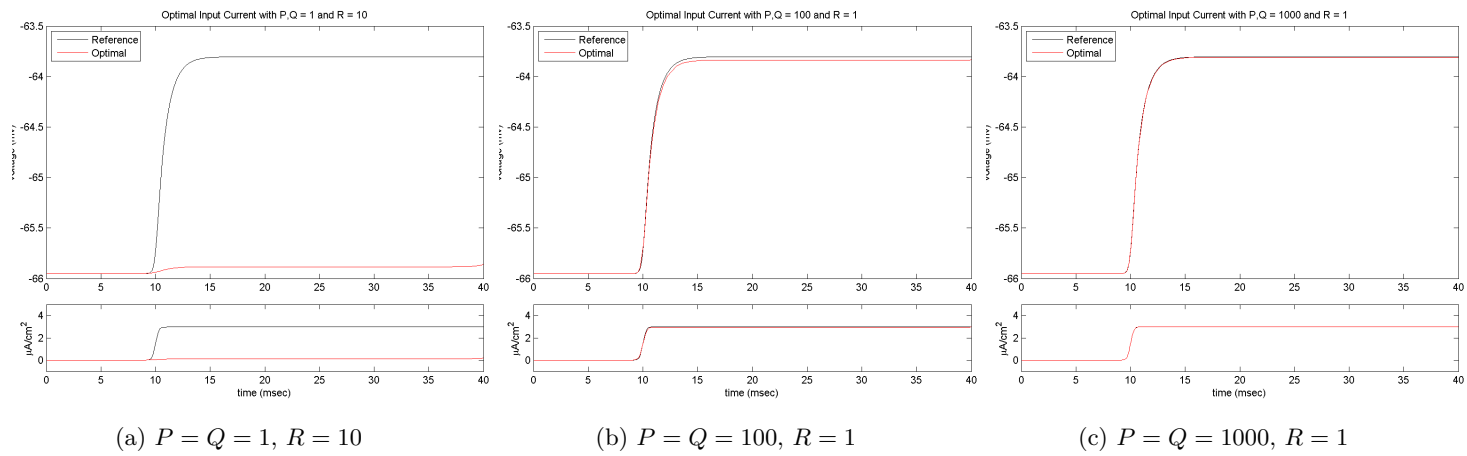 Optimal Input Current with P,Q = 1 and R = 10
-63.5
-64
-64.5
-65
-65.5
-66
Reference
Optimal
0 5 10 15 20 25 30 35 40
4
2
0
μA/cm²
0 5 10 15 20 25 30 35 40
time (msec)
(a) P = Q = 1, R = 10
Optimal Input Current with P,Q = 100 and R = 1
-63.5
-64
-64.5
-65
-65.5
-66
Reference
Optimal
0 5 10 15 20 25 30 35 40
4
2
0
μA/cm²
0 5 10 15 20 25 30 35 40
time (msec)
(b) P = Q = 100, R = 1
Optimal Input Current with P,Q = 1000 and R = 1
-63.5
-64
-64.5
-65
-65.5
-66
Reference
Optimal
0 5 10 15 20 25 30 35 40
4
2
0
μA/cm²
0 5 10 15 20 25 30 35 40
time (msec)
(c) P = Q = 1000, R = 1